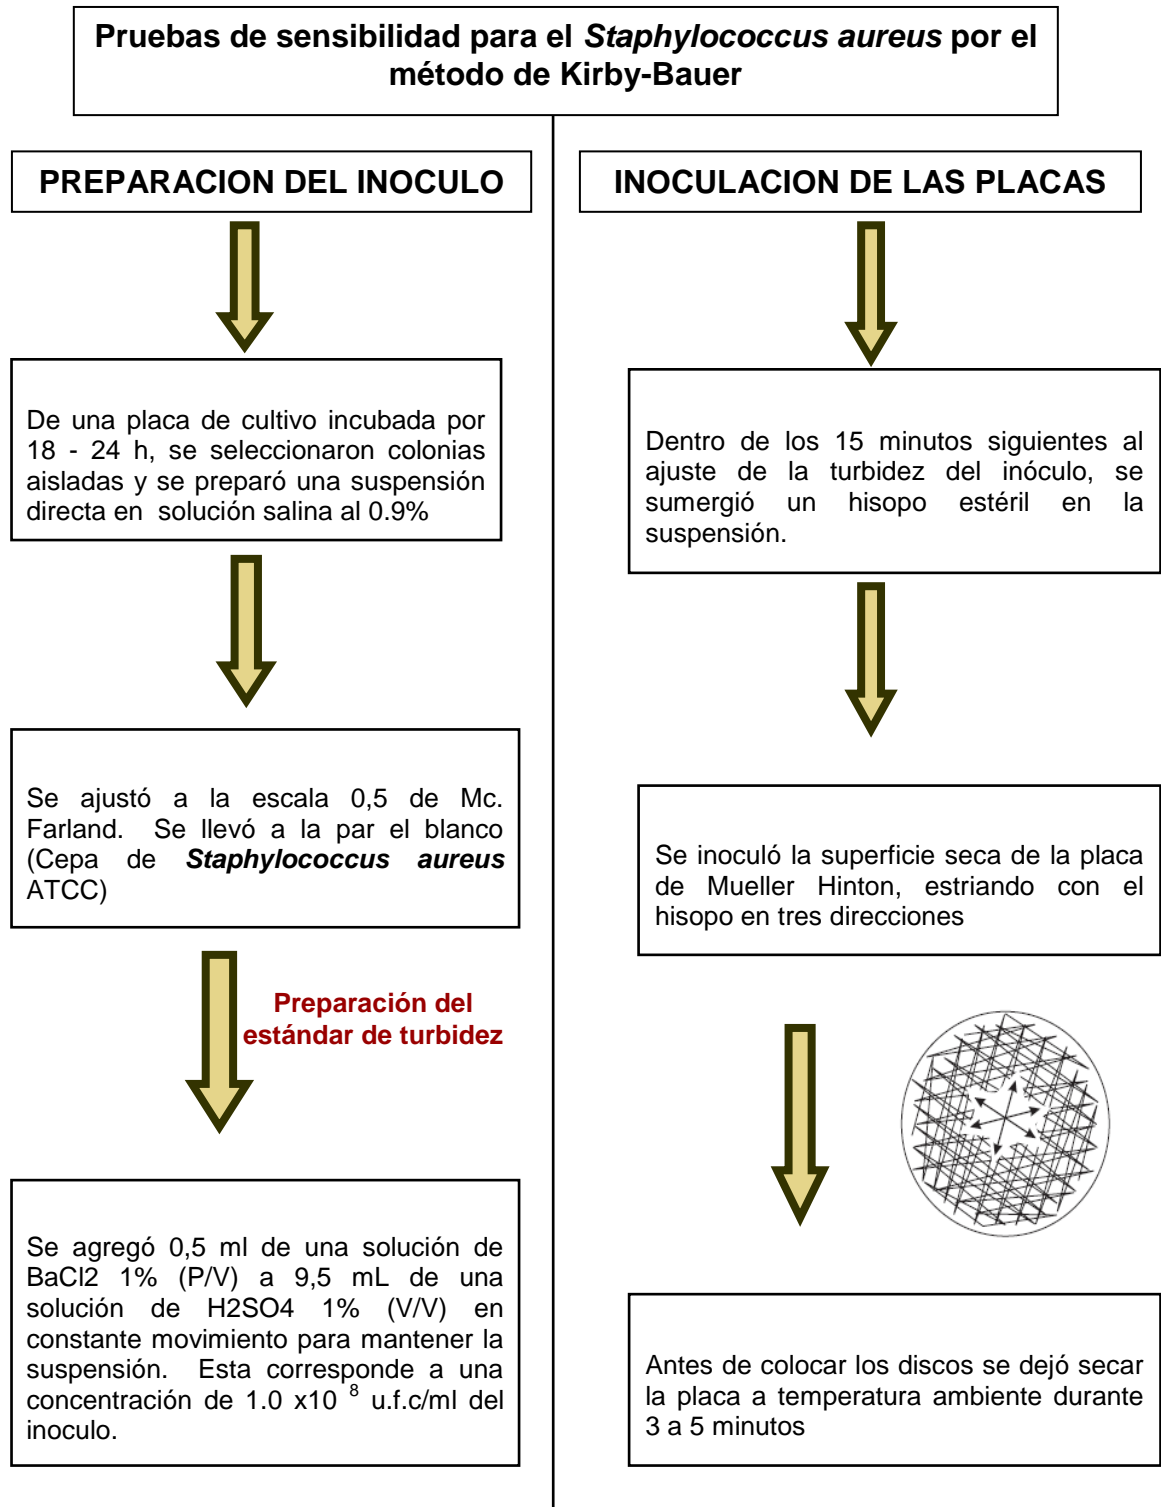 Pruebas de sensibilidad para el Staphylococcus aureus por el
método de Kirby-Bauer
PREPARACION DEL INOCULO
De una placa de cultivo incubada por
18 - 24 h, se seleccionaron colonias
aisladas y se preparó una suspensión
directa en solución salina al 0.9%
Se ajustó a la escala 0,5 de Mc.
Farland. Se llevó a la par el blanco
(Cepa de Staphylococcus aureus
ATCC)
Preparación del
estándar de turbidez
Se agregó 0,5 ml de una solución de
BaCl2 1% (P/V) a 9,5 mL de una
solución de H2SO4 1% (V/V) en
constante movimiento para mantener la
suspensión. Esta corresponde a una
concentración de 1.0 x10 8 u.f.c/ml del
inoculo.
INOCULACION DE LAS PLACAS
Dentro de los 15 minutos siguientes al
ajuste de la turbidez del inóculo, se
sumergió un hisopo estéril en la
suspensión.
Se inoculó la superficie seca de la placa
de Mueller Hinton, estriando con el
hisopo en tres direcciones
Antes de colocar los discos se dejó secar
la placa a temperatura ambiente durante
3 a 5 minutos